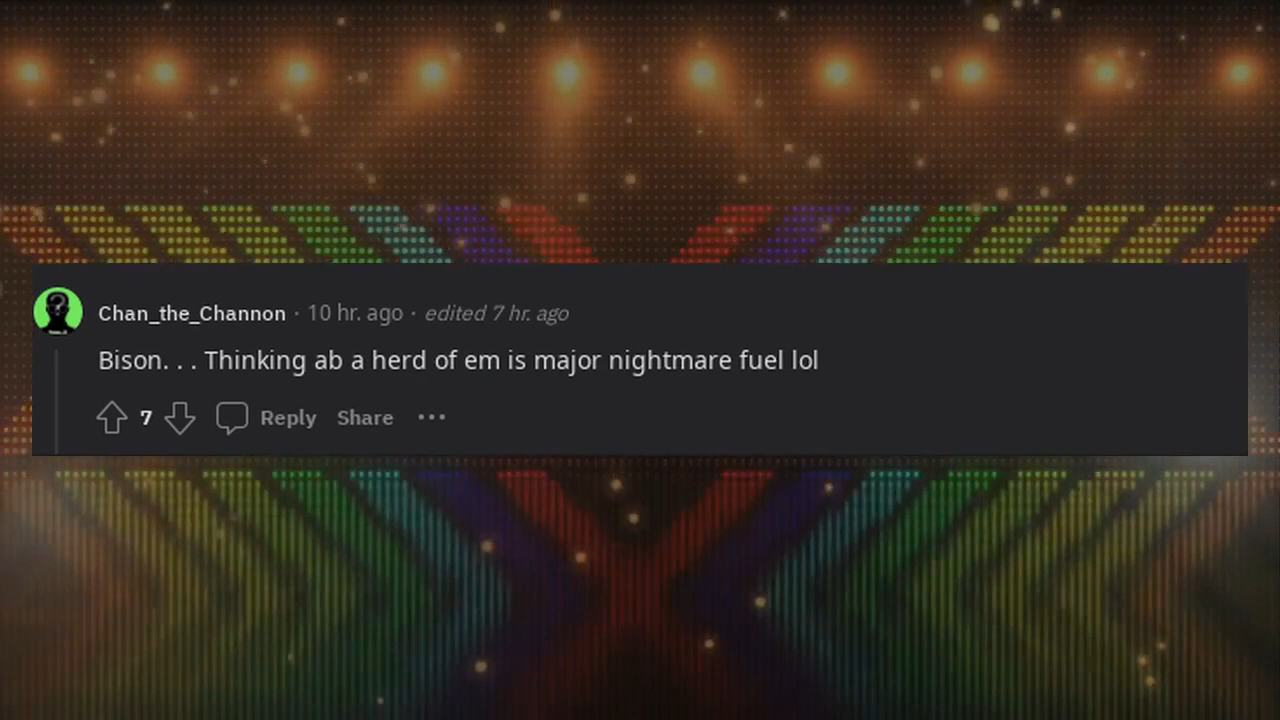 Chan_the_Channon · 10 hr. ago · edited 7 hr. ago
Bison. . . Thinking ab a herd of em is major nightmare fuel lol
7 Reply Share ···